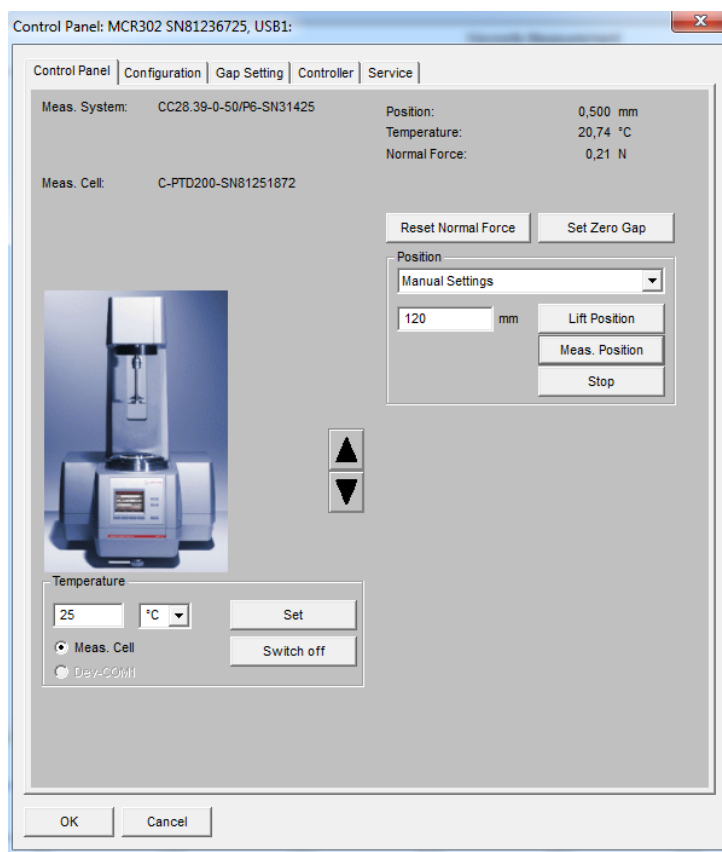 Control Panel: MCR302 SN81236725, USB1:
Control Panel Configuration Gap Setting Controller Service
Meas. System: CC28.39-0-50/P6-SN31425
Position: 0,500 mm
Temperature: 20,74 °C
Normal Force: 0,21 N
Meas. Cell: C-PTD200-SN81251872
Reset Normal Force Set Zero Gap
Position
Manual Settings
120 mm Lift Position
Meas. Position
Stop
Temperature
25 °C Set
Meas. Cell Switch off
Dev-COM1
OK Cancel